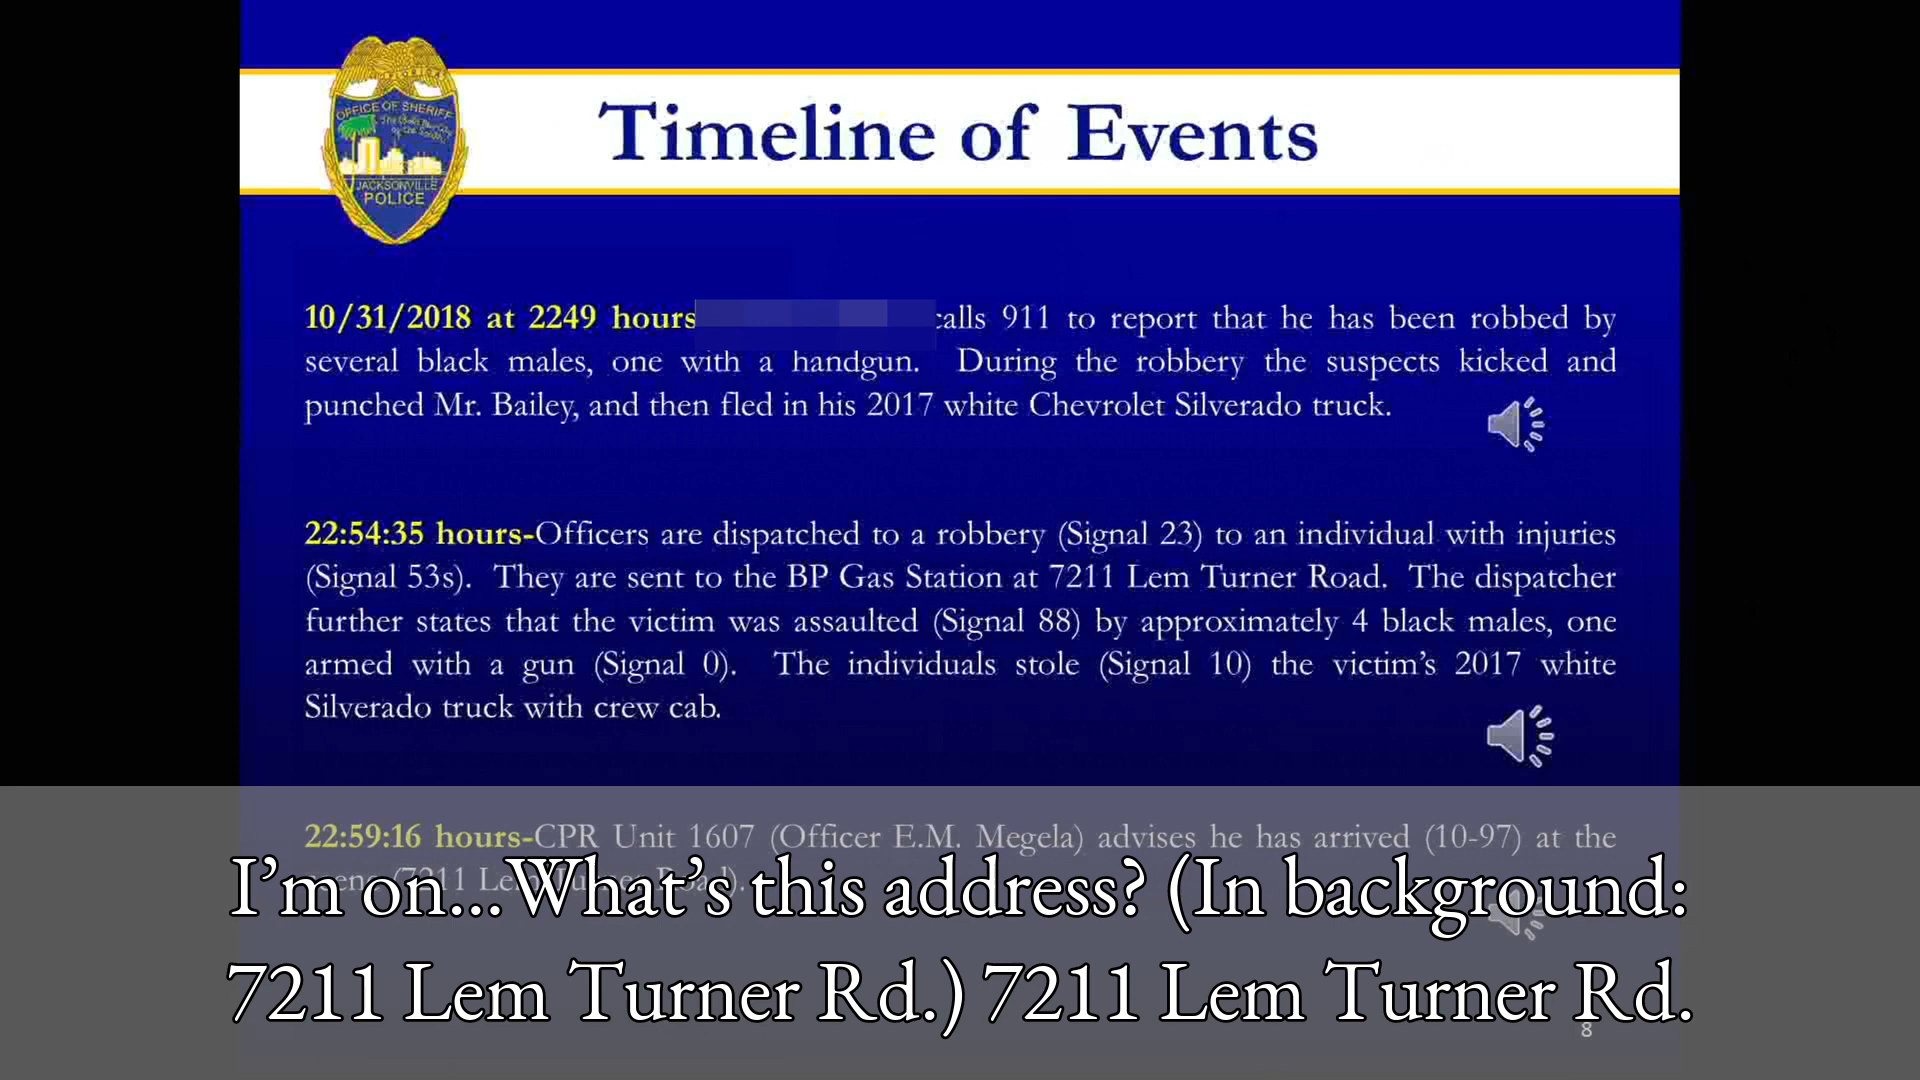 OFFICE OF SHERIFF
JACKSONVILLE
POLICE
Timeline of Events
10/31/2018 at 2249 hours calls 911 to report that he has been robbed by
several black males, one with a handgun. During the robbery the suspects kicked and
punched Mr. Bailey, and then fled in his 2017 white Chevrolet Silverado truck.
22:54:35 hours-Officers are dispatched to a robbery (Signal 23) to an individual with injuries
(Signal 53s). They are sent to the BP Gas Station at 7211 Lem Turner Road. The dispatcher
further states that the victim was assaulted (Signal 88) by approximately 4 black males, one
armed with a gun (Signal 0). The individuals stole (Signal 10) the victim's 2017 white
Silverado truck with crew cab.
22:59:16 hours-CPR Unit 1607 (Officer E.M. Megela) advises he has arrived (10-97) at the
scene (7211 Lem Turner Road).
I'm on...What's this address? (In background:
7211 Lem Turner Rd.) 7211 Lem Turner Rd.
8